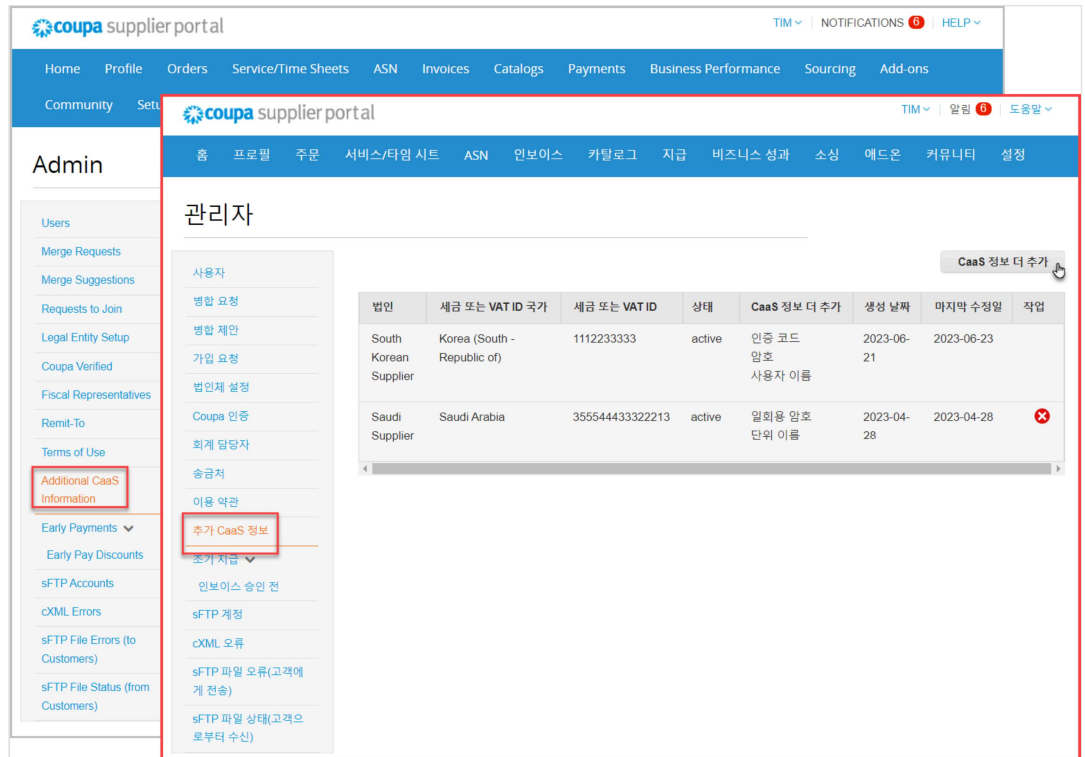 coupa supplier portal
TIM NOTIFICATIONS 6 HELP
Home Profile Orders Service/Time Sheets ASN Invoices Catalogs Payments Business Performance Sourcing Add-ons
Community
Admin
Users
Merge Requests
Merge Suggestions
Requests to Join
Legal Entity Setup
Coupa Verified
Fiscal Representatives
Remit-To
Terms of Use
Additional CaaS
Information
Early Payments
Early Pay Discounts
sFTP Accounts
cXML Errors
sFTP File Errors (to
Customers)
sFTP File Status (from
Customers)
coupa supplier portal
TIM 알림 6 도움말
홈 프로필 주문 서비스/타임 시트 ASN 인보이스 카탈로그 지급 비즈니스 성과 소싱 애드온 커뮤니티 설정
관리자
사용자
병합 요청
병합 제안
가입 요청
법인체 설정
Coupa 인증
회계 담당자
송금처
이용 약관
추가 CaaS 정보
조기 지급
인보이스 승인 전
sFTP 계정
cXML 오류
sFTP 파일 오류(고객에
게 전송)
sFTP 파일 상태(고객으
로부터 수신)
CaaS 정보 더 추가
법인 세금 또는 VAT ID 국가 세금 또는 VAT ID 상태 CaaS 정보 더 추가 생성 날짜 마지막 수정일 작업
South Korea (South - 1112233333 active 인증 코드 2023-06- 2023-06-23
Korean Republic of) 암호 21
Supplier 사용자 이름
Saudi Saudi Arabia 355544433322213 active 일회용 암호 2023-04- 2023-04-28
Supplier 단위 이름 28